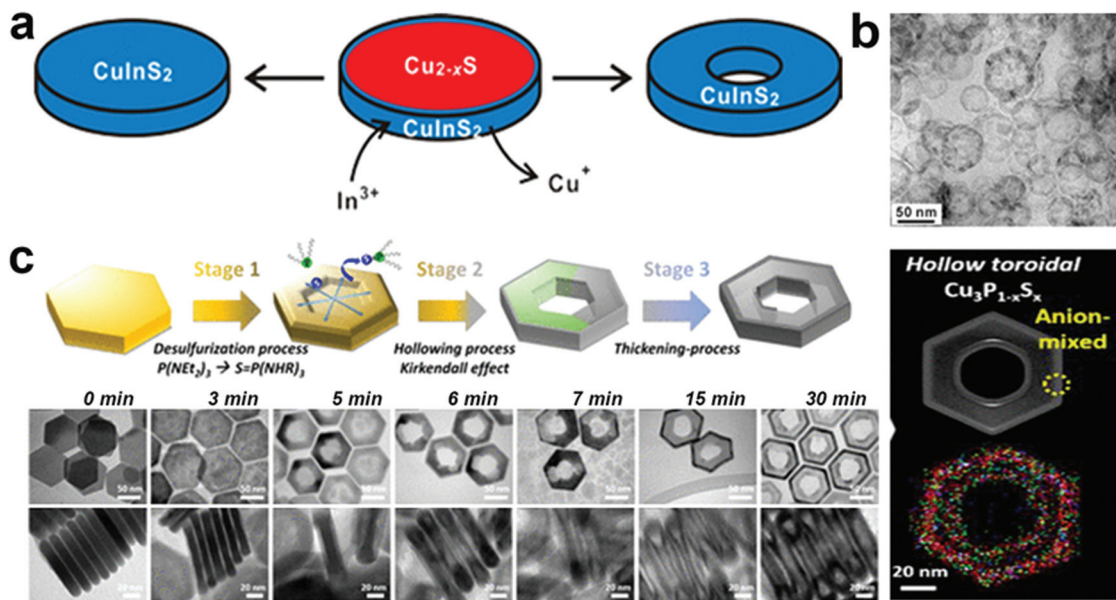 a
CuInS2
Cu2-xS
CuInS2
In3+
Cu+
CuInS2
b
50 nm
c
Stage 1
Stage 2
Stage 3
Desulfurization process
P(NEt2)3 → S=P(NHR)3
Hollowing process
Kirkendall effect
Thickening-process
0 min
3 min
5 min
6 min
7 min
15 min
30 min
50 nm
50 nm
50 nm
50 nm
50 nm
50 nm
20 nm
20 nm
20 nm
20 nm
20 nm
20 nm
20 nm
Hollow toroidal
Cu3P1-xSx
Anion-
mixed
20 nm